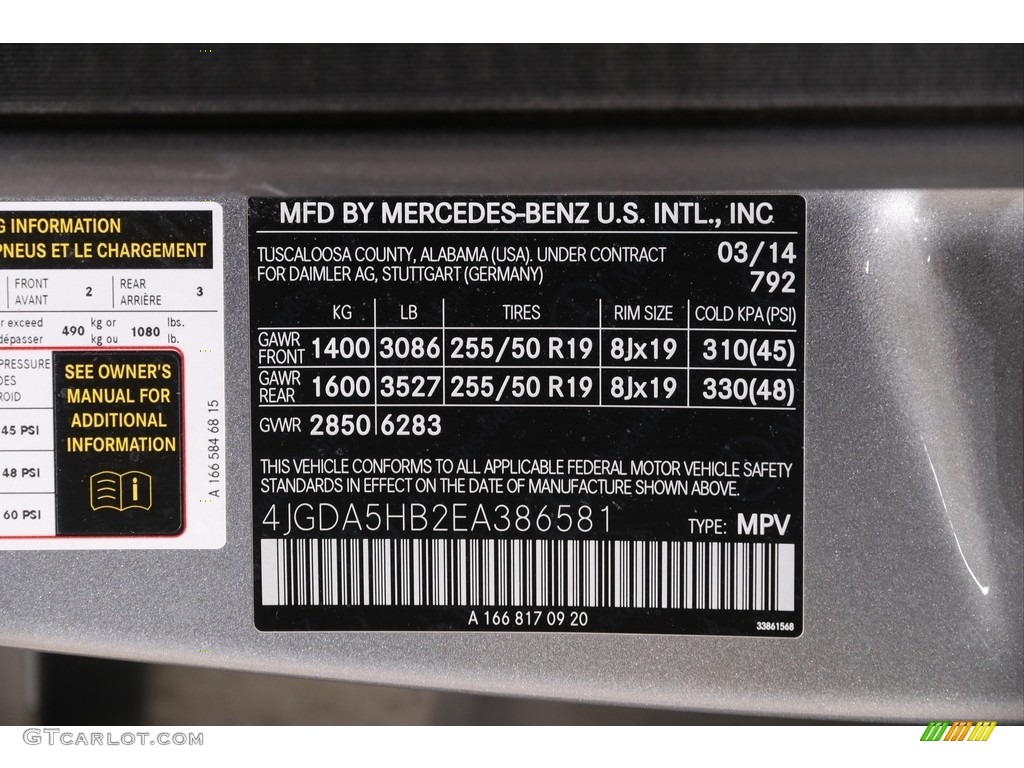 G INFORMATION
PNEUS ET LE CHARGEMENT
FRONT AVANT 2 REAR ARRIÈRE 3
r exceed dépasser 490 kg or kg ou 1080 lbs. lb.
PRESSURE
DES
ROID
45 PSI
48 PSI
60 PSI
SEE OWNER'S
MANUAL FOR
ADDITIONAL
INFORMATION
i
A 166 584 68 15
MFD BY MERCEDES-BENZ U.S. INTL., INC
TUSCALOOSA COUNTY, ALABAMA (USA). UNDER CONTRACT
FOR DAIMLER AG, STUTTGART (GERMANY)
03/14
792
KG LB TIRES RIM SIZE COLD KPA (PSI)
GAWR FRONT 1400 3086 255/50 R19 8Jx19 310(45)
GAWR REAR 1600 3527 255/50 R19 8Jx19 330(48)
GVWR 2850 6283
THIS VEHICLE CONFORMS TO ALL APPLICABLE FEDERAL MOTOR VEHICLE SAFETY
STANDARDS IN EFFECT ON THE DATE OF MANUFACTURE SHOWN ABOVE.
4JGDA5HB2EA386581 TYPE: MPV
A 166 817 09 20
33861568
GTCarlot.com